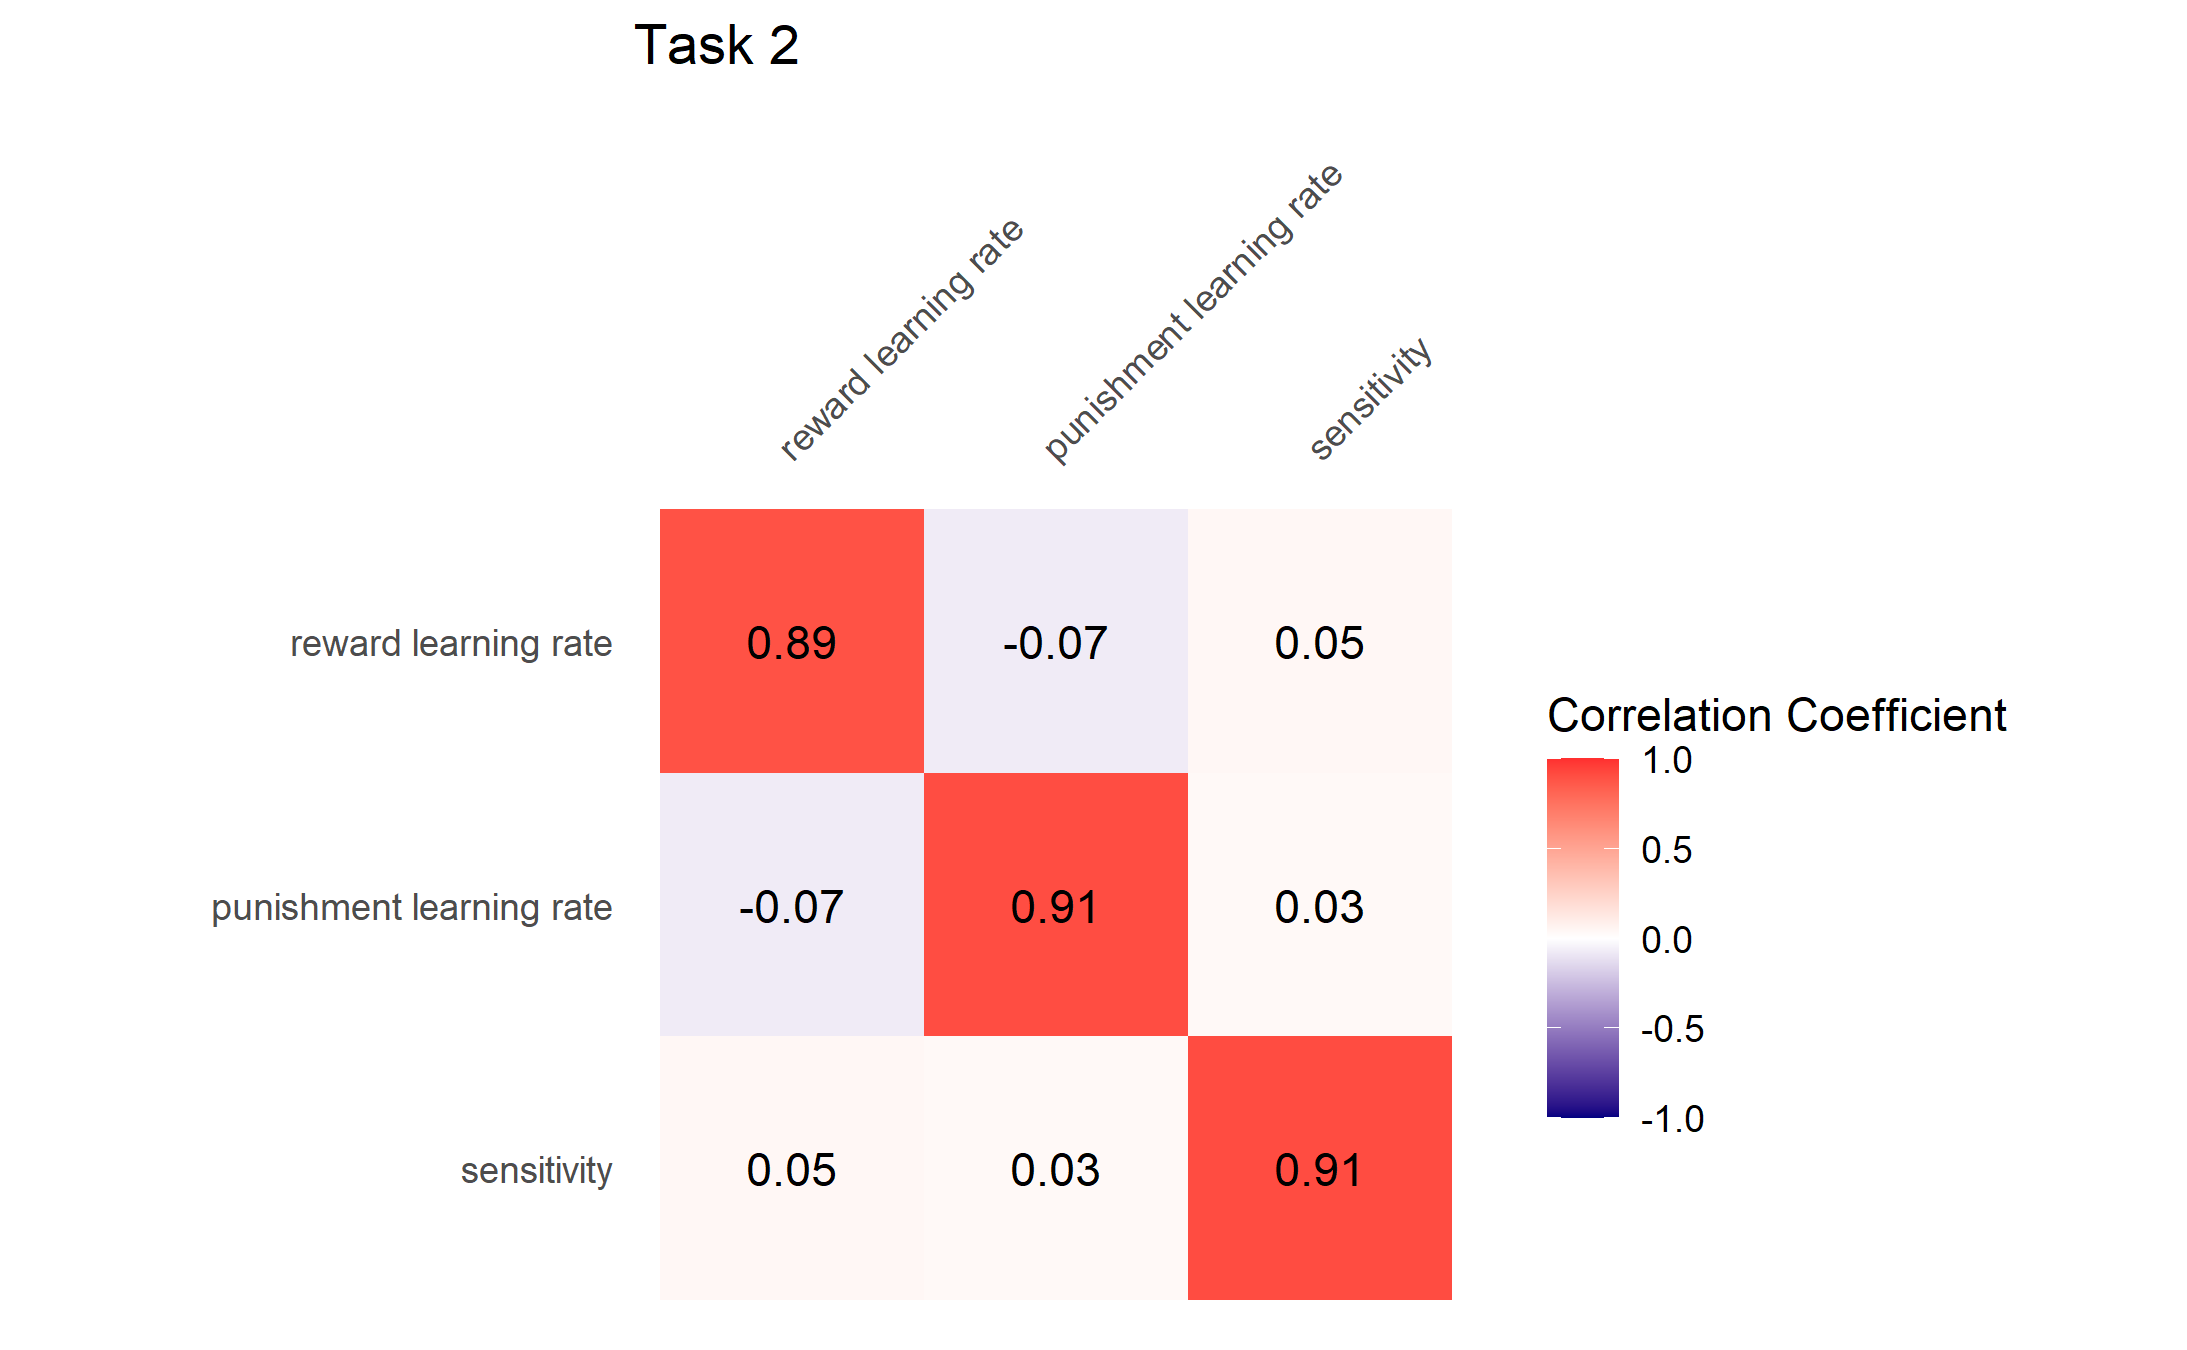 Task 2
reward learning rate
punishment learning rate
sensitivity
reward learning rate
0.89
-0.07
0.05
punishment learning rate
-0.07
0.91
0.03
sensitivity
0.05
0.03
0.91
Correlation Coefficient
1.0
0.5
0.0
-0.5
-1.0